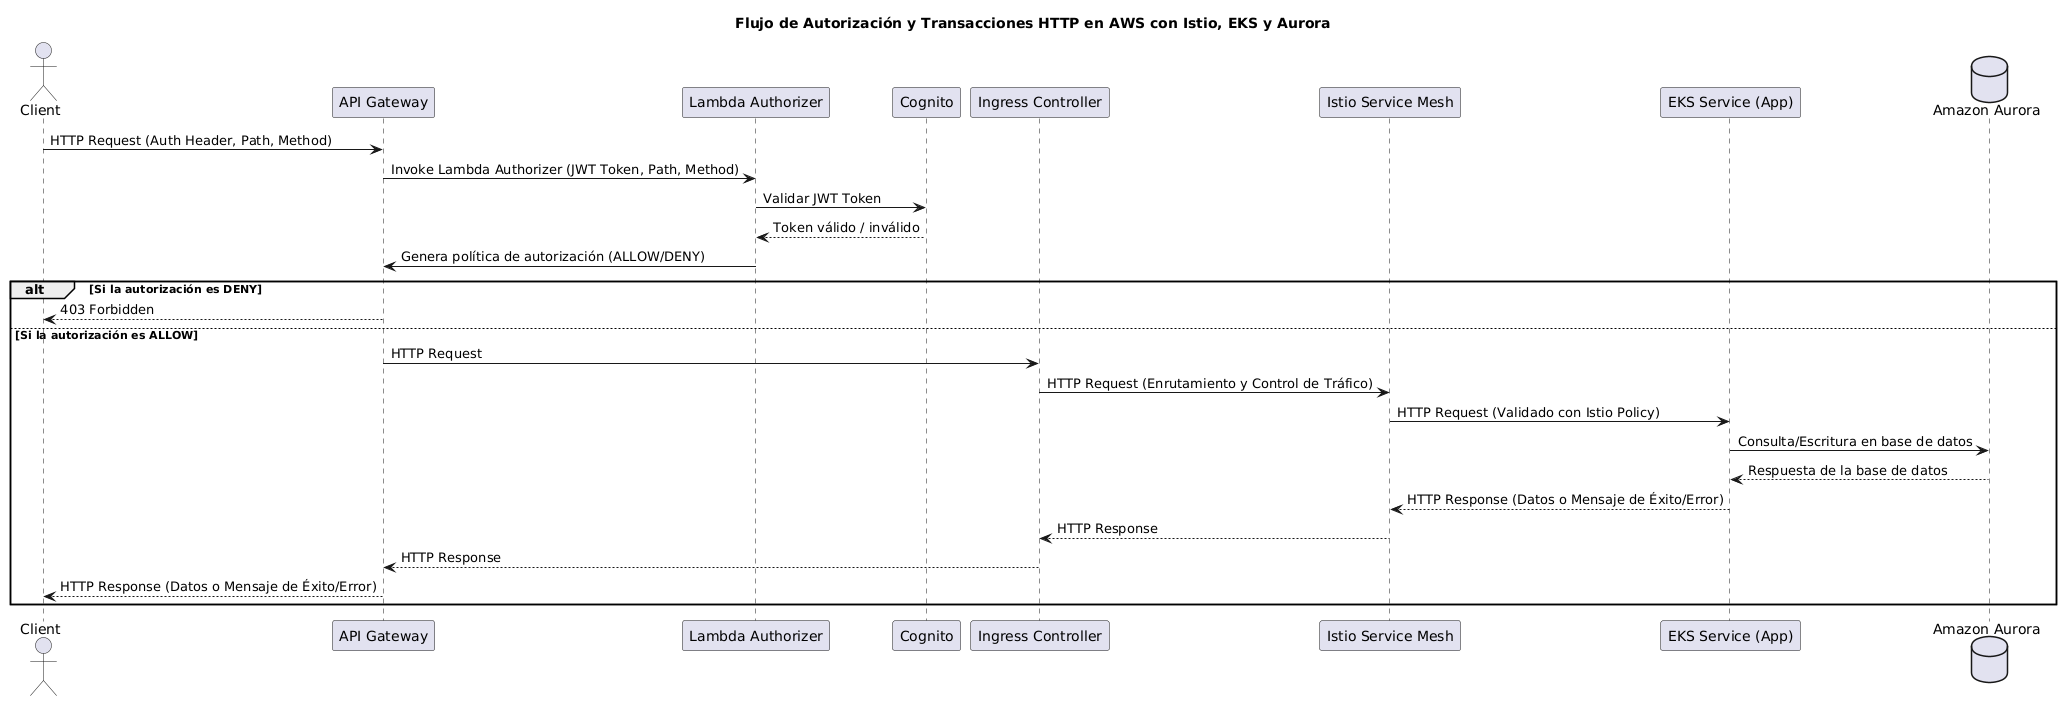 Flujo de Autorización y Transacciones HTTP en AWS con Istio, EKS y Aurora
Client
API Gateway
Lambda Authorizer
Cognito
Ingress Controller
Istio Service Mesh
EKS Service (App)
Amazon Aurora
HTTP Request (Auth Header, Path, Method)
Invoke Lambda Authorizer (JWT Token, Path, Method)
Validar JWT Token
Token válido / inválido
Genera política de autorización (ALLOW/DENY)
alt
[Si la autorización es DENY]
403 Forbidden
[Si la autorización es ALLOW]
HTTP Request
HTTP Request (Enrutamiento y Control de Tráfico)
HTTP Request (Validado con Istio Policy)
Consulta/Escritura en base de datos
Respuesta de la base de datos
HTTP Response (Datos o Mensaje de Éxito/Error)
HTTP Response
HTTP Response
HTTP Response (Datos o Mensaje de Éxito/Error)
Client
API Gateway
Lambda Authorizer
Cognito
Ingress Controller
Istio Service Mesh
EKS Service (App)
Amazon Aurora